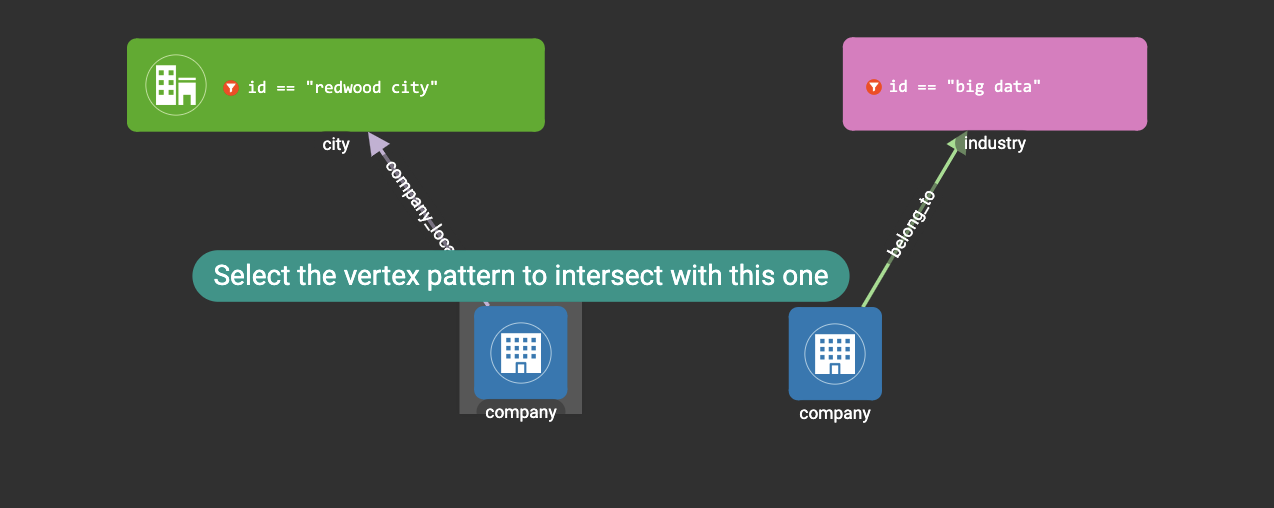 id == "redwood city"
id == "big data"
city
industry
belong_to
Select the vertex pattern to intersect with this one
company
company